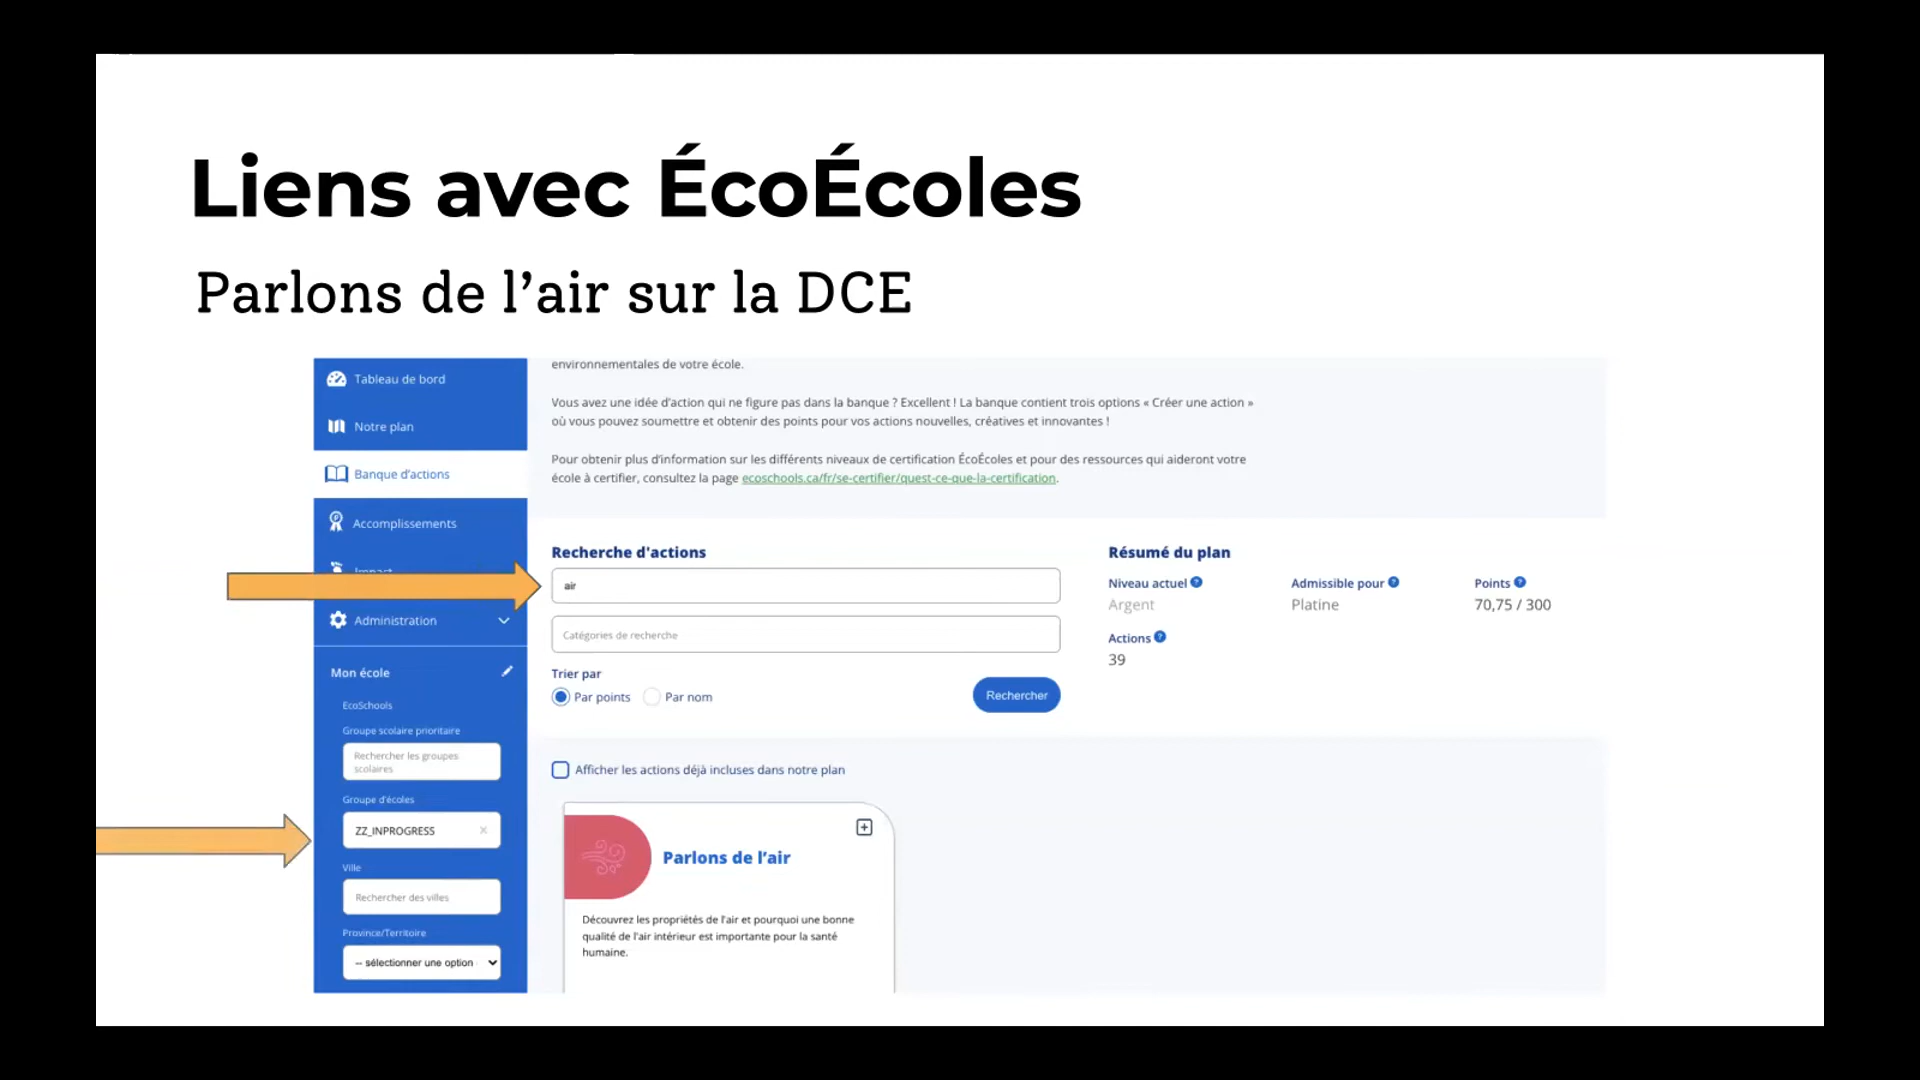 Liens avec ÉcoÉcoles
Parlons de l’air sur la DCE
Tableau de bord
Notre plan
Banque d’actions
Accomplissements
Impact
Administration
Mon école
EcoSchools
Groupe scolaire prioritaire
Rechercher les groupes
scolaires
Groupe d’écoles
ZZ_INPROGRESS
Ville
Rechercher des villes
Province/Territoire
-- sélectionner une option
environnementales de votre école.
Vous avez une idée d’action qui ne figure pas dans la banque ? Excellent ! La banque contient trois options « Créer une action »
où vous pouvez soumettre et obtenir des points pour vos actions nouvelles, créatives et innovantes !
Pour obtenir plus d’information sur les différents niveaux de certification ÉcoÉcoles et pour des ressources qui aideront votre
école à certifier, consultez la page ecoschools.ca/fr/se-certifier/quest-ce-que-la-certification.
Recherche d'actions
air
Catégories de recherche
Trier par
Par points Par nom
Rechercher
Résumé du plan
Niveau actuel ? Admissible pour ? Points ?
Argent Platine 70,75 / 300
Actions ?
39
Afficher les actions déjà incluses dans notre plan
Parlons de l’air
Découvrez les propriétés de l’air et pourquoi une bonne
qualité de l’air intérieur est importante pour la santé
humaine.